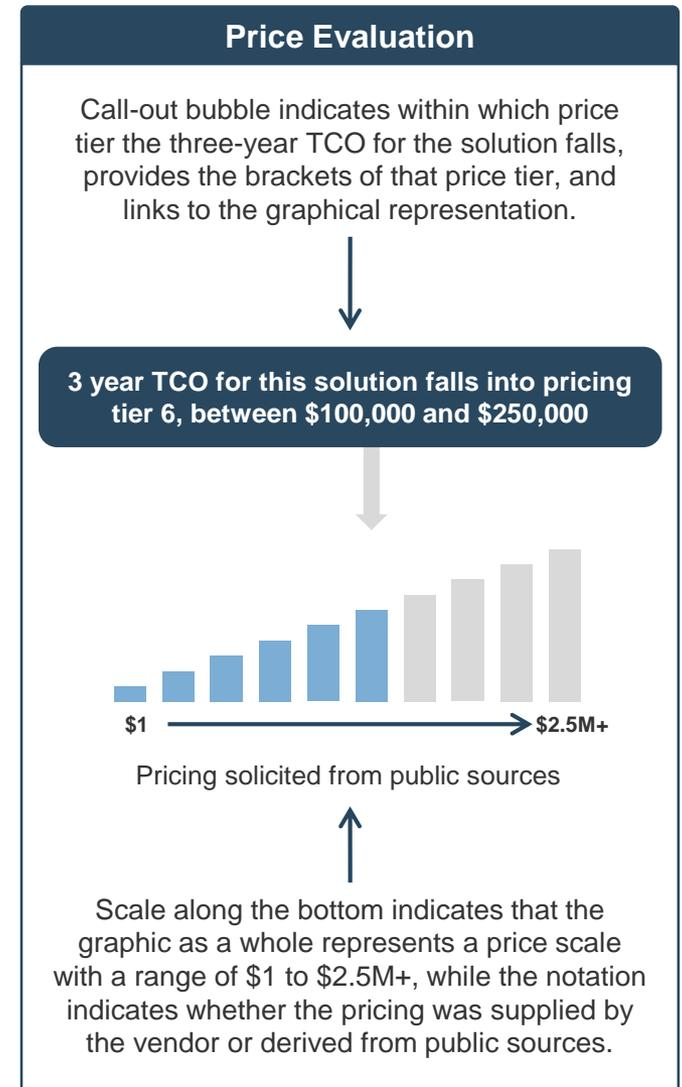 Price Evaluation
Call-out bubble indicates within which price
tier the three-year TCO for the solution falls,
provides the brackets of that price tier, and
links to the graphical representation.
3 year TCO for this solution falls into pricing
tier 6, between $100,000 and $250,000
$1
$2.5M+
Pricing solicited from public sources
Scale along the bottom indicates that the
graphic as a whole represents a price scale
with a range of $1 to $2.5M+, while the notation
indicates whether the pricing was supplied by
the vendor or derived from public sources.